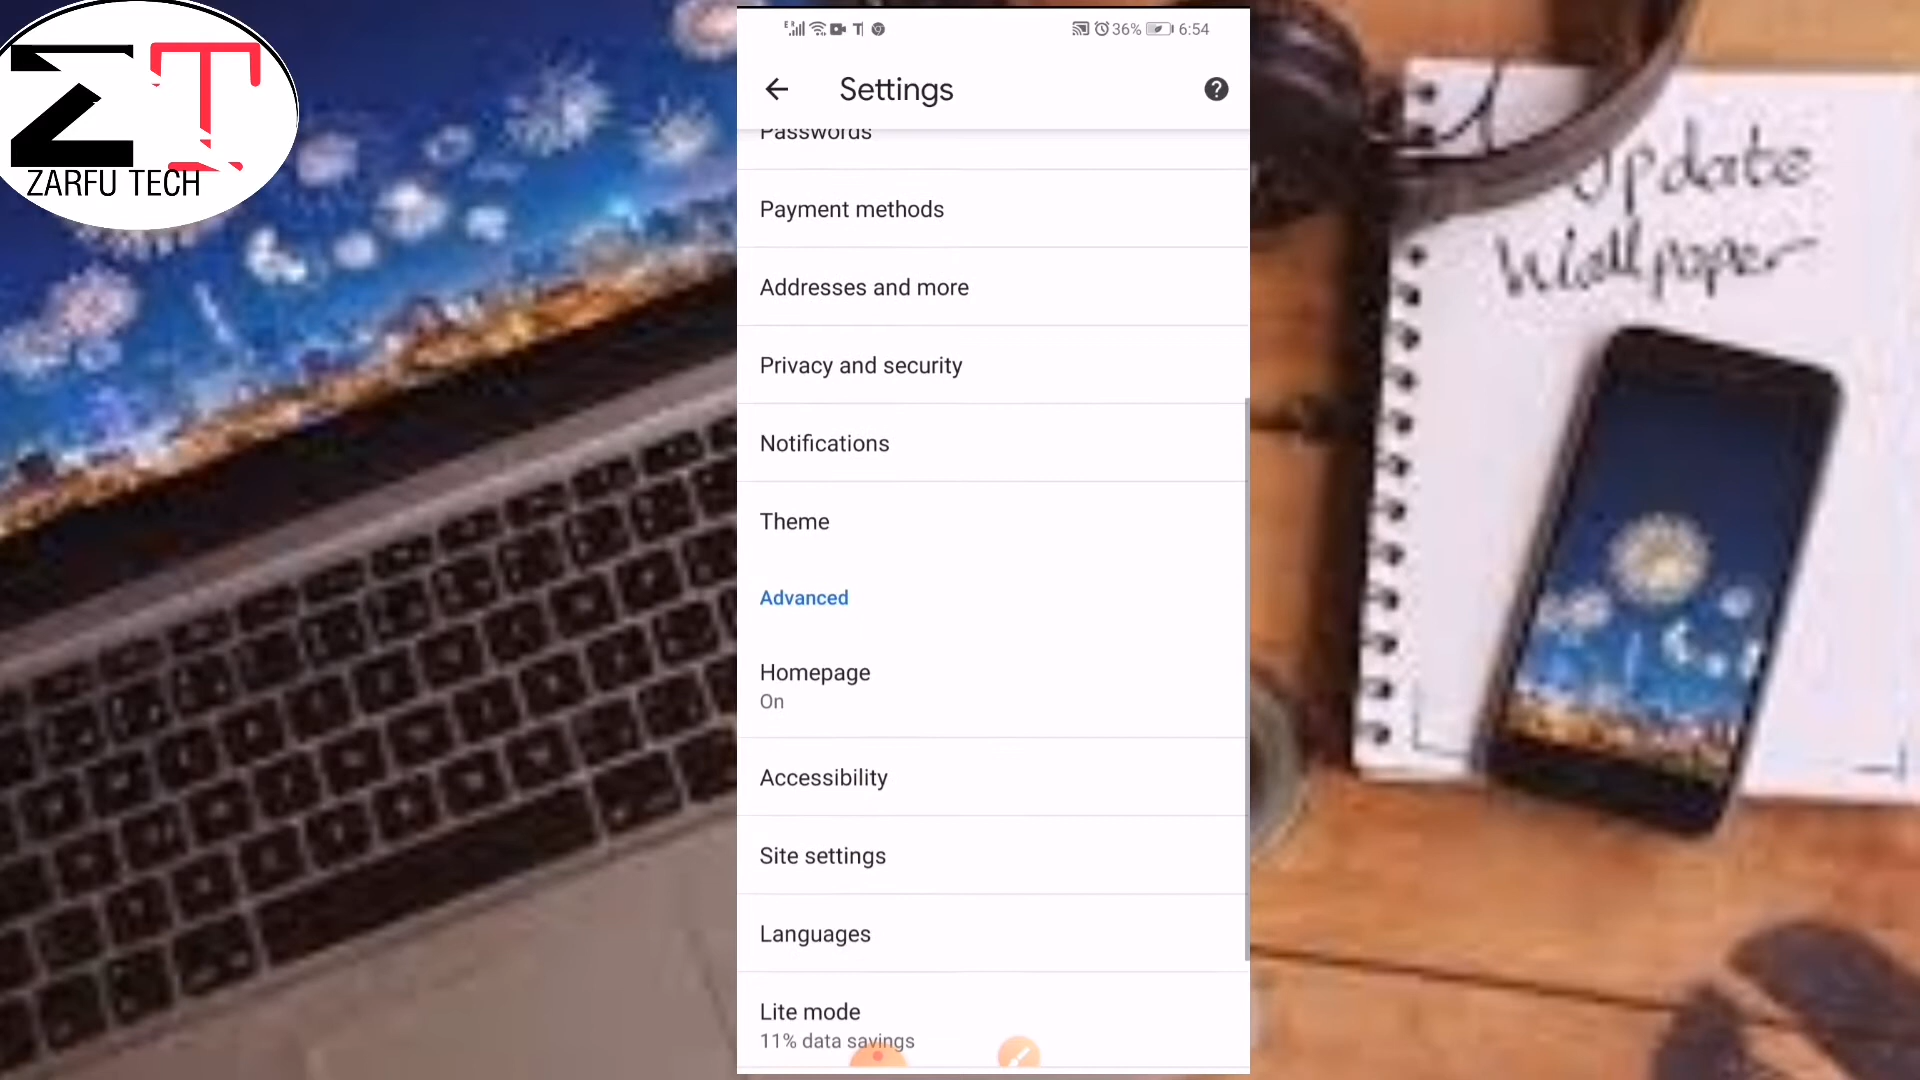 ZT
ZARFU TECH
36% 6:54
Settings
Passwords
Payment methods
Addresses and more
Privacy and security
Notifications
Theme
Advanced
Homepage
On
Accessibility
Site settings
Languages
Lite mode
11% data savings
Update
Wallpaper